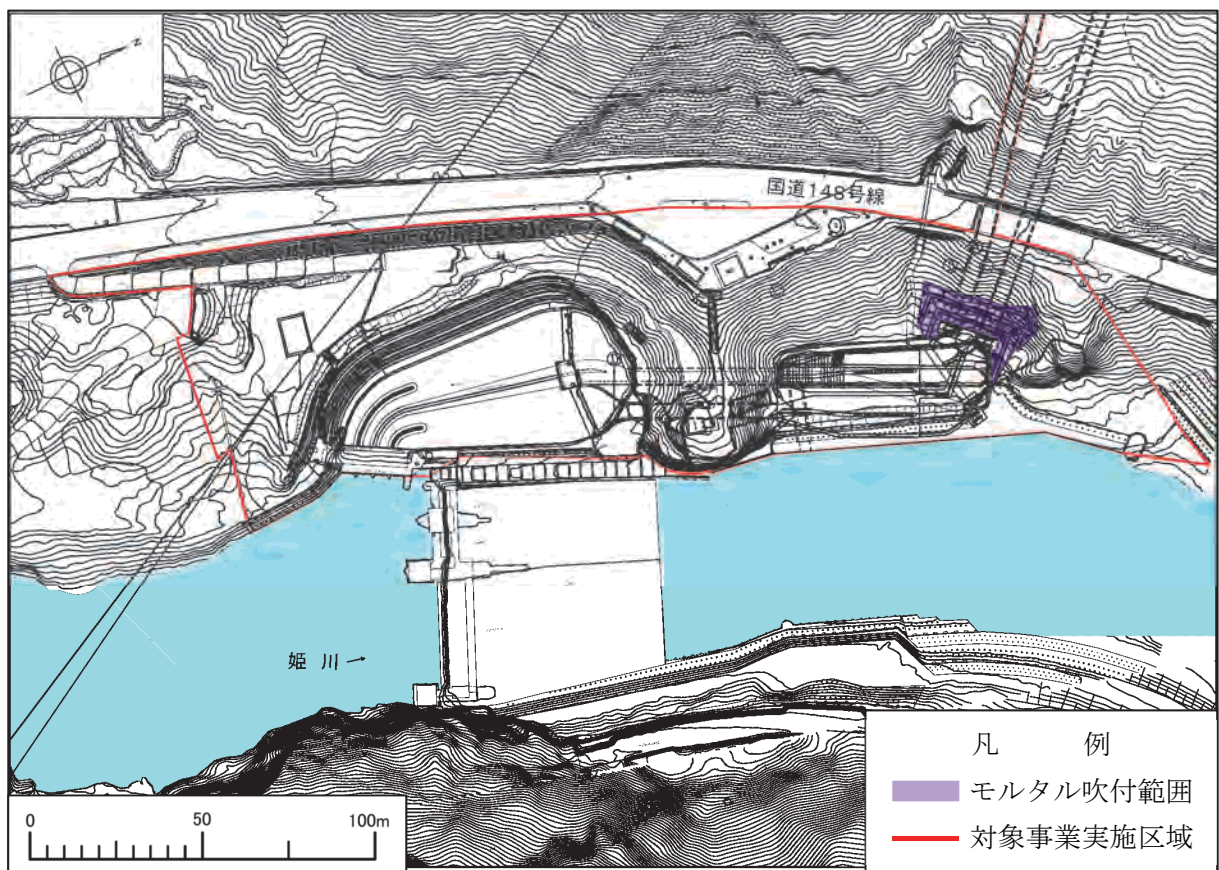 z
国道148号線
姫 川 →
0 50 100m
凡 例
モルタル吹付範囲
対象事業実施区域